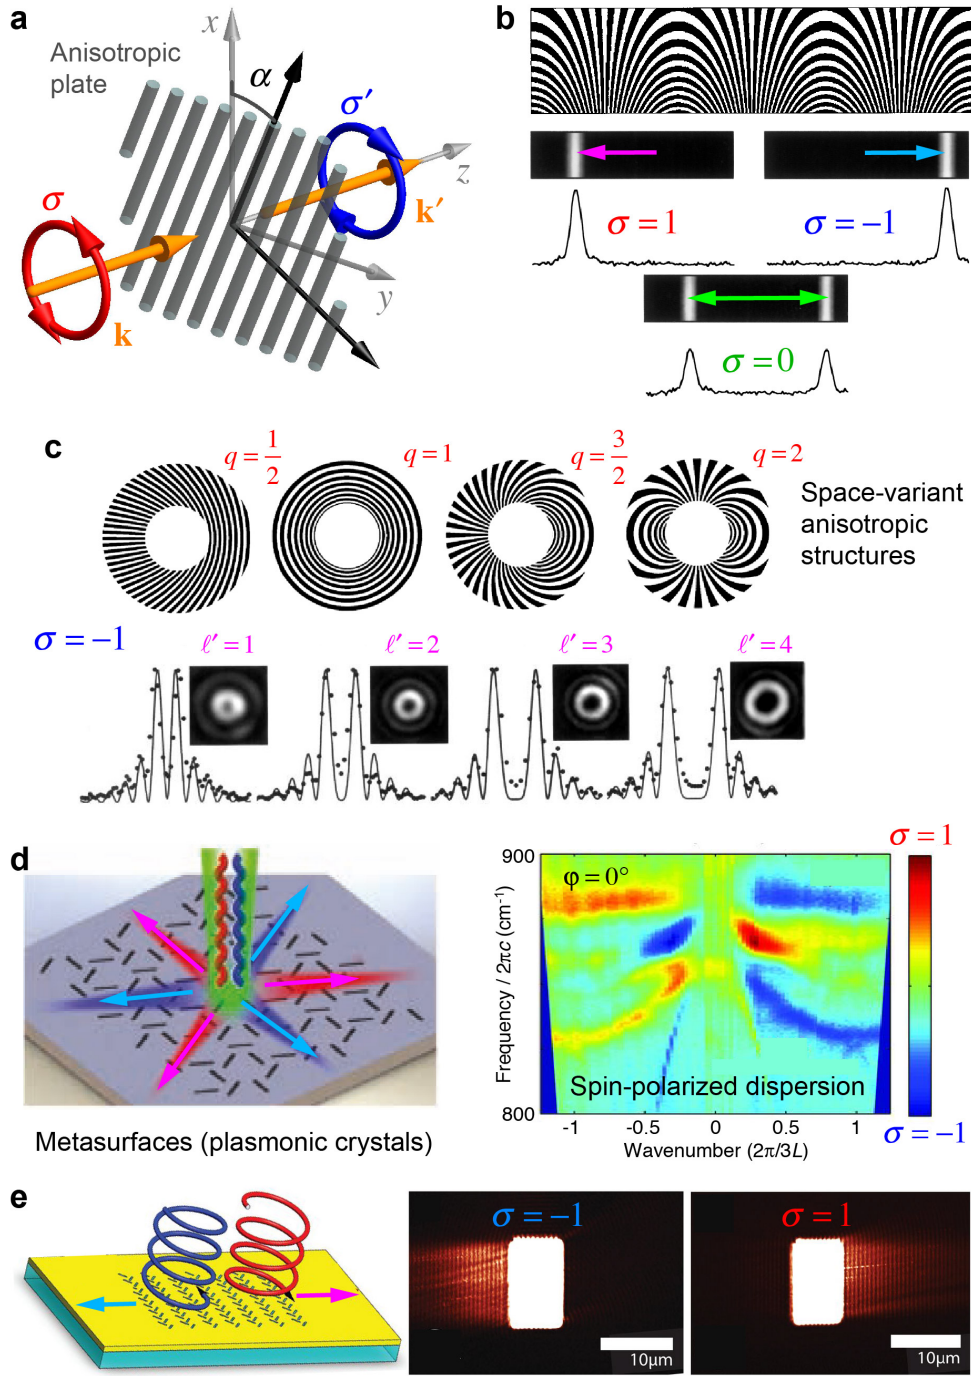 a
Anisotropic
plate
x
α
σ′
z
k′
σ
k
y
b
σ = 1
σ = −1
σ = 0
c
q = 1/2
q = 1
q = 3/2
q = 2
Space-variant
anisotropic
structures
σ = −1
ℓ′ = 1
ℓ′ = 2
ℓ′ = 3
ℓ′ = 4
d
Metasurfaces (plasmonic crystals)
900
φ = 0°
Frequency / 2πc (cm⁻¹)
Spin-polarized dispersion
800
-1
-0.5
0
0.5
1
Wavenumber (2π/3L)
σ = 1
σ = −1
e
σ = −1
10µm
σ = 1
10µm